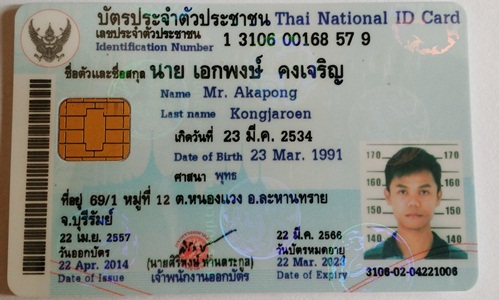 บัตรประจำตัวประชาชน Thai National ID Card
เลขประจำตัวประชาชน
Identification Number 1 3106 00168 57 9
ชื่อตัวและชื่อสกุล นาย เอกพงษ์ คงเจริญ
Name Mr. Akapong
Last name Kongjaroen
เกิดวันที่ 23 มี.ค. 2534
Date of Birth 23 Mar. 1991
ศาสนา พุทธ
ที่อยู่ 69/1 หมู่ที่ 12 ต.หนองแวง อ.ละหานทราย
จ.บุรีรัมย์
22 เม.ย. 2557
วันออกบัตร
22 Apr. 2014
Date of Issue
เจ้าพนักงานออกบัตร
22 มี.ค. 2566
วันบัตรหมดอายุ
22 Mar. 2023
Date of Expiry
170 170
160 160
150 150
140 140
3106-02-04221006